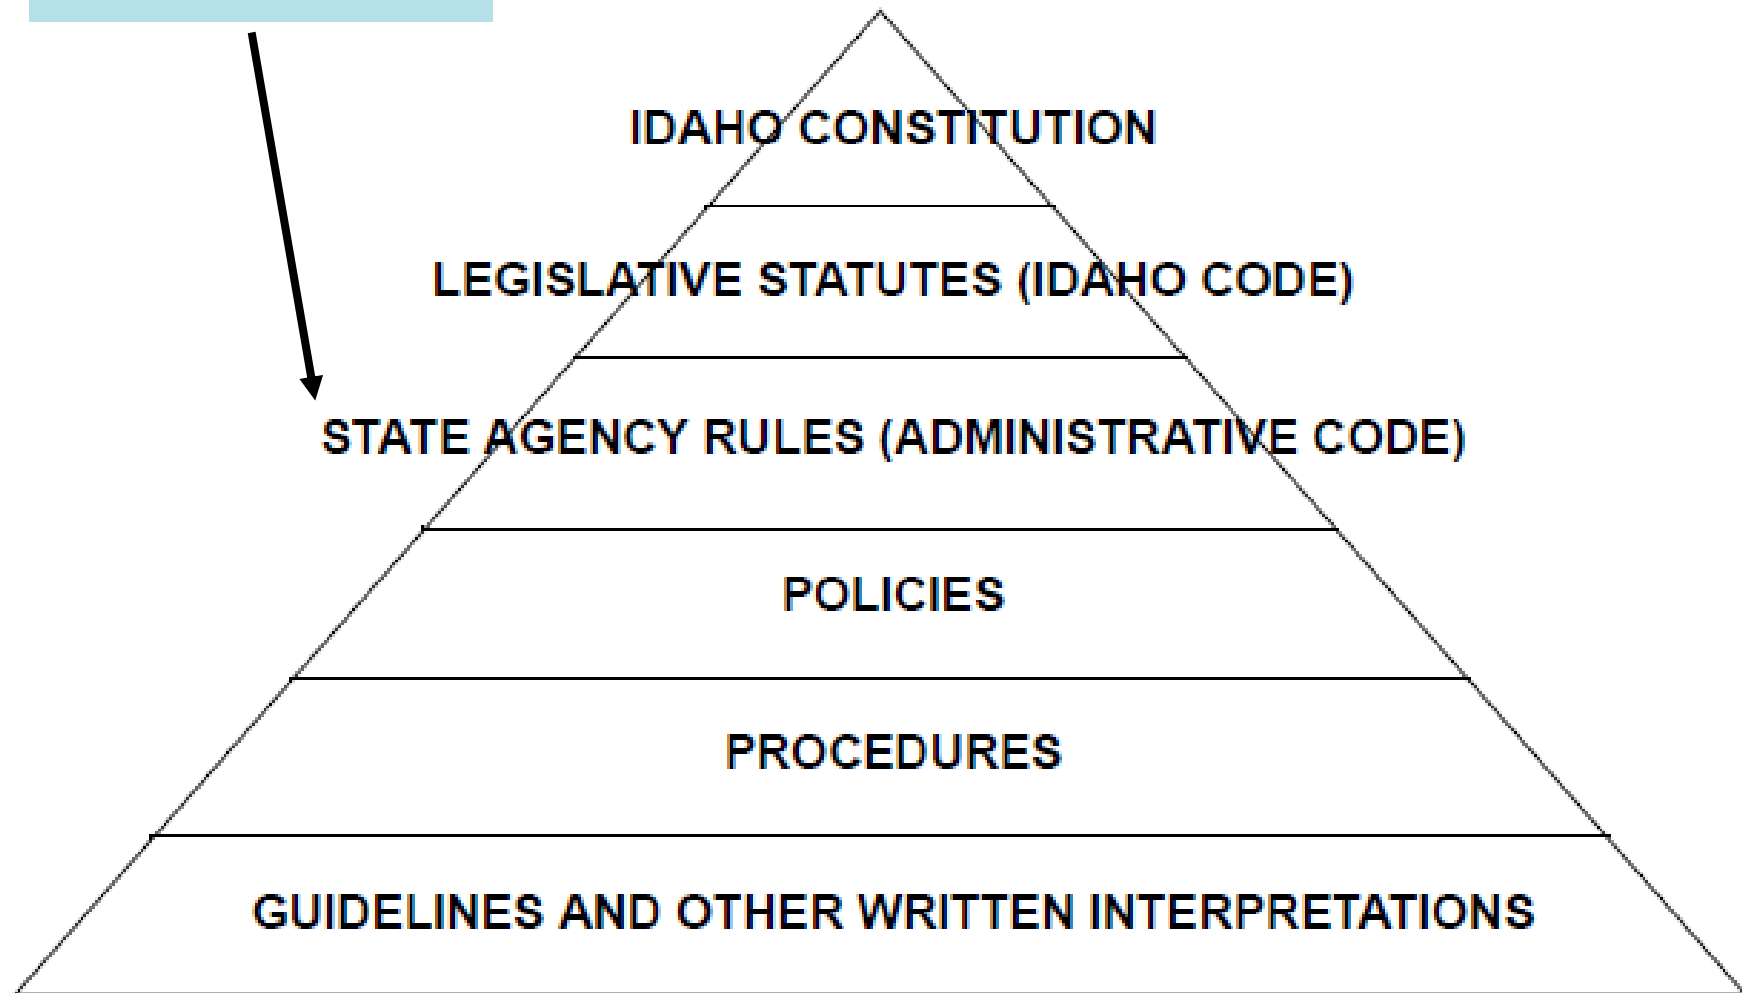 IDAHO CONSTITUTION
LEGISLATIVE STATUTES (IDAHO CODE)
STATE AGENCY RULES (ADMINISTRATIVE CODE)
POLICIES
PROCEDURES
GUIDELINES AND OTHER WRITTEN INTERPRETATIONS